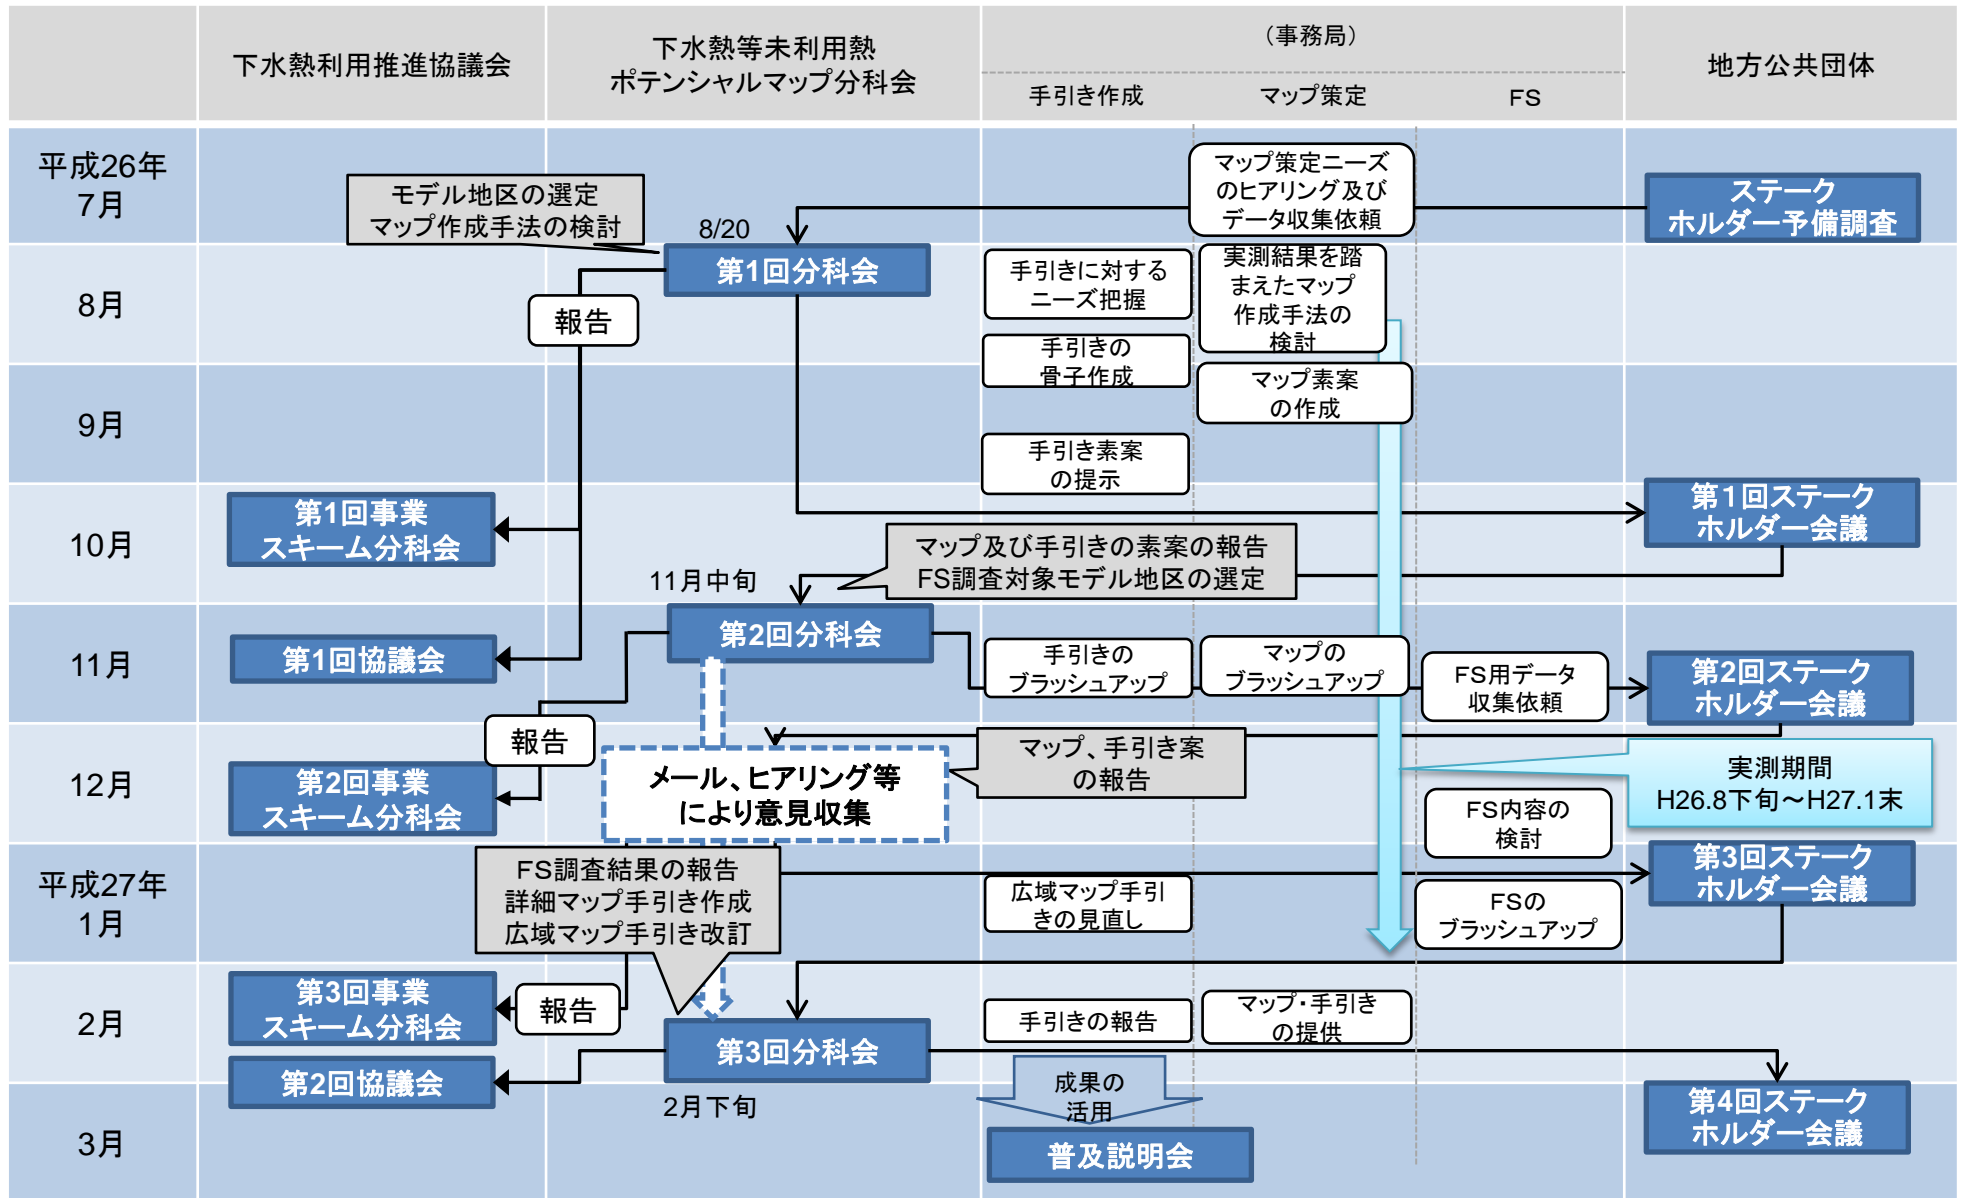 下水熱利用推進協議会
下水熱等未利用熱
ポテンシャルマップ分科会
（事務局）
手引き作成
マップ策定
FS
地方公共団体
平成26年
7月
モデル地区の選定
マップ作成手法の検討
8/20
マップ策定ニーズ
のヒアリング及び
データ収集依頼
ステーク
ホルダー予備調査
8月
報告
第1回分科会
手引きに対する
ニーズ把握
手引きの
骨子作成
実測結果を踏
まえたマップ
作成手法の
検討
マップ素案
の作成
9月
手引き素案
の提示
10月
第1回事業
スキーム分科会
第１回ステーク
ホルダー会議
マップ及び手引きの素案の報告
FS調査対象モデル地区の選定
11月中旬
11月
第1回協議会
第2回分科会
手引きの
ブラッシュアップ
マップの
ブラッシュアップ
FS用データ
収集依頼
第2回ステーク
ホルダー会議
報告
12月
第2回事業
スキーム分科会
メール、ヒアリング等
により意見収集
マップ、手引き案
の報告
実測期間
H26.8下旬～H27.1末
FS内容の
検討
平成27年
1月
FS調査結果の報告
詳細マップ手引き作成
広域マップ手引き改訂
広域マップ手引
きの見直し
FSの
ブラッシュアップ
第3回ステーク
ホルダー会議
2月
第3回事業
スキーム分科会
報告
第3回分科会
手引きの報告
マップ・手引き
の提供
第2回協議会
2月下旬
成果の
活用
3月
普及説明会
第4回ステーク
ホルダー会議